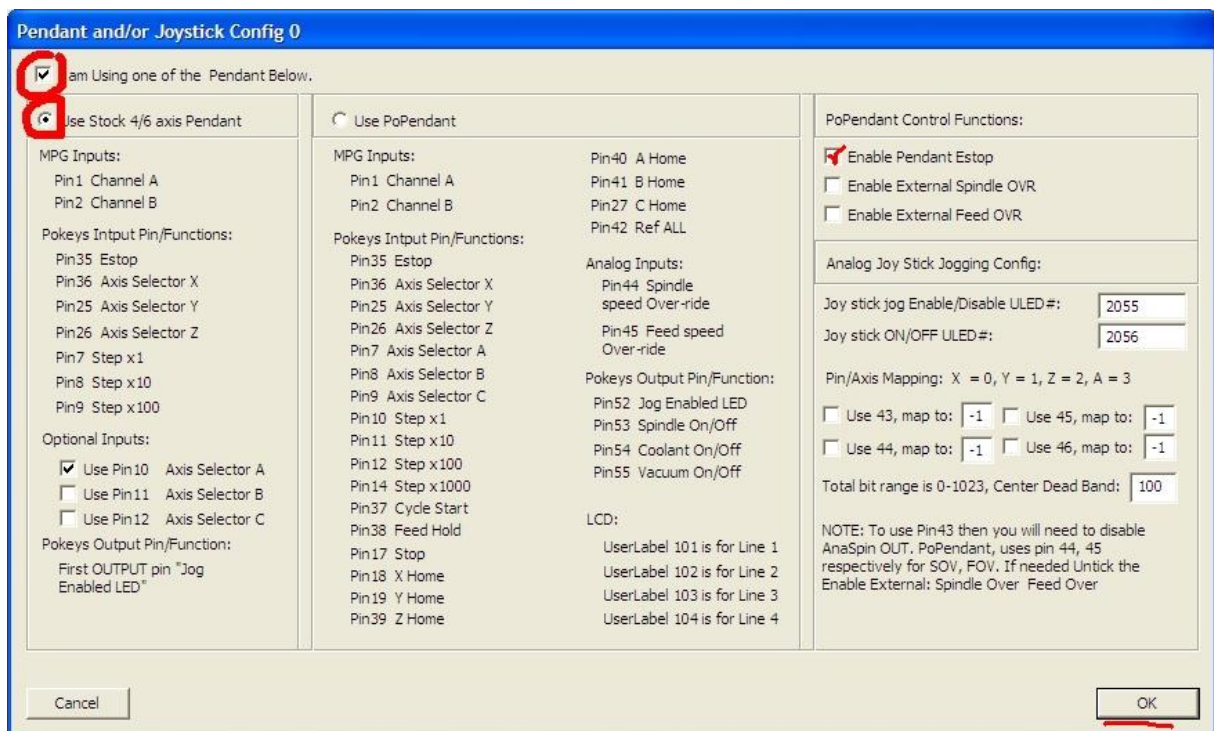 Pendant and/or Joystick Config 0
am Using one of the Pendant Below.
Use Stock 4/6 axis Pendant
MPG Inputs:
Pin1 Channel A
Pin2 Channel B
Pokeys Intput Pin/Functions:
Pin35 Estop
Pin36 Axis Selector X
Pin25 Axis Selector Y
Pin26 Axis Selector Z
Pin7 Step x1
Pin8 Step x10
Pin9 Step x100
Optional Inputs:
Use Pin10 Axis Selector A
Use Pin11 Axis Selector B
Use Pin12 Axis Selector C
Pokeys Output Pin/Function:
First OUTPUT pin "Jog
Enabled LED"
Use PoPendant
MPG Inputs:
Pin1 Channel A
Pin2 Channel B
Pokeys Intput Pin/Functions:
Pin35 Estop
Pin36 Axis Selector X
Pin25 Axis Selector Y
Pin26 Axis Selector Z
Pin7 Axis Selector A
Pin8 Axis Selector B
Pin9 Axis Selector C
Pin10 Step x1
Pin11 Step x10
Pin12 Step x100
Pin14 Step x1000
Pin37 Cycle Start
Pin38 Feed Hold
Pin17 Stop
Pin18 X Home
Pin19 Y Home
Pin39 Z Home
Pin40 A Home
Pin41 B Home
Pin27 C Home
Pin42 Ref ALL
Analog Inputs:
Pin44 Spindle
speed Over-ride
Pin45 Feed speed
Over-ride
Pokeys Output Pin/Function:
Pin52 Jog Enabled LED
Pin53 Spindle On/Off
Pin54 Coolant On/Off
Pin55 Vacuum On/Off
LCD:
UserLabel 101 is for Line 1
UserLabel 102 is for Line 2
UserLabel 103 is for Line 3
UserLabel 104 is for Line 4
PoPendant Control Functions:
Enable Pendant Estop
Enable External Spindle OVR
Enable External Feed OVR
Analog Joy Stick Jogging Config:
Joy stick jog Enable/Disable ULED#: 2055
Joy stick ON/OFF ULED#: 2056
Pin/Axis Mapping: X = 0, Y = 1, Z = 2, A = 3
Use 43, map to: -1 Use 45, map to: -1
Use 44, map to: -1 Use 46, map to: -1
Total bit range is 0-1023, Center Dead Band: 100
NOTE: To use Pin43 then you will need to disable
AnaSpin OUT. PoPendant, uses pin 44, 45
respectively for SOV, FOV. If needed Untick the
Enable External: Spindle Over Feed Over
Cancel
OK